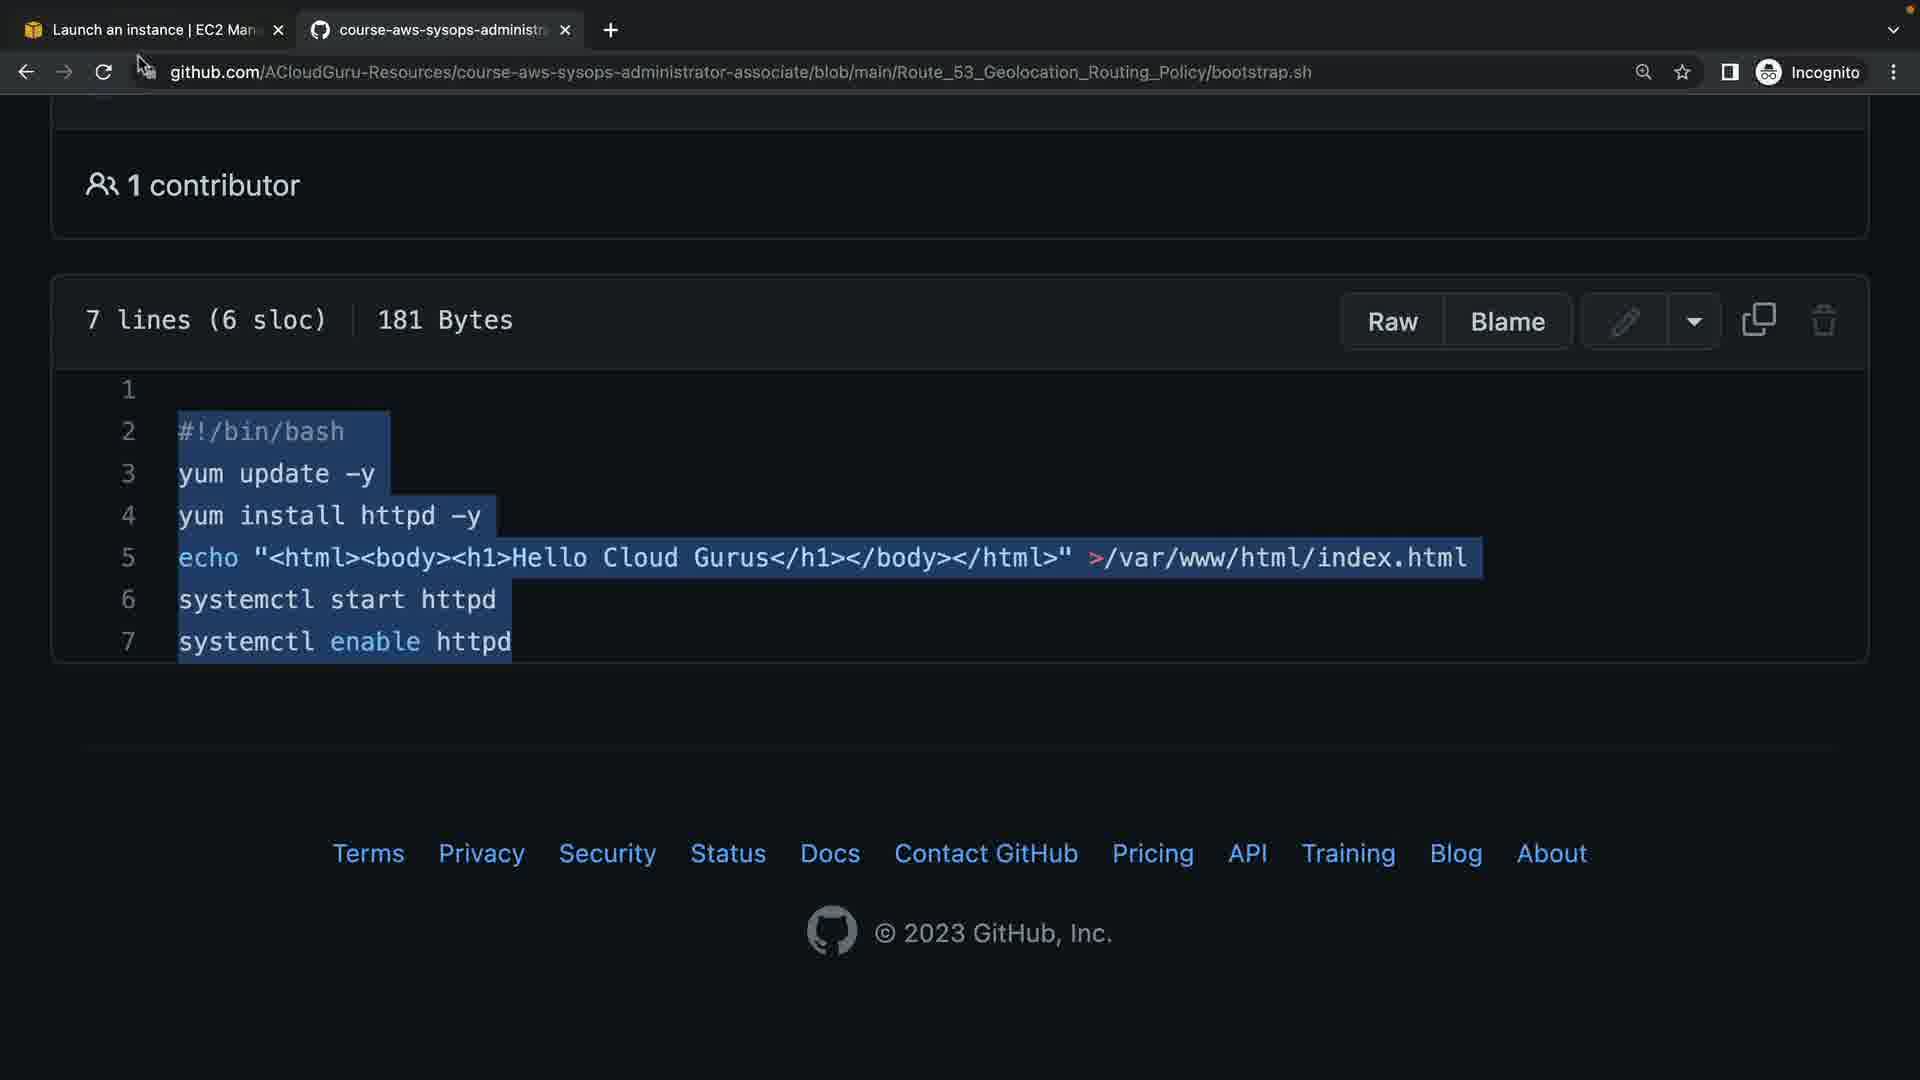 Launch an instance | EC2 Man
course-aws-sysops-administra
github.com/ACloudGuru-Resources/course-aws-sysops-administrator-associate/blob/main/Route_53_Geolocation_Routing_Policy/bootstrap.sh
Incognito
1 contributor
7 lines (6 sloc) 181 Bytes
Raw Blame
1
2 #!/bin/bash
3 yum update -y
4 yum install httpd -y
5 echo "<html><body><h1>Hello Cloud Gurus</h1></body></html>" >/var/www/html/index.html
6 systemctl start httpd
7 systemctl enable httpd
Terms Privacy Security Status Docs Contact GitHub Pricing API Training Blog About
© 2023 GitHub, Inc.